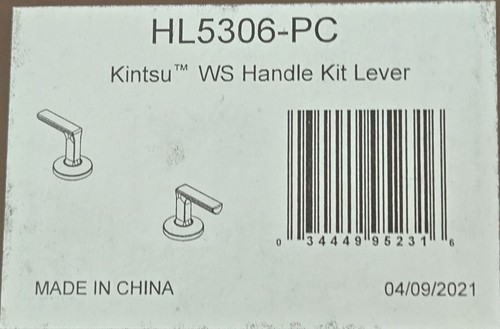 HL5306-PC
Kintsu™ WS Handle Kit Lever
0 34449 95231 6
MADE IN CHINA
04/09/2021